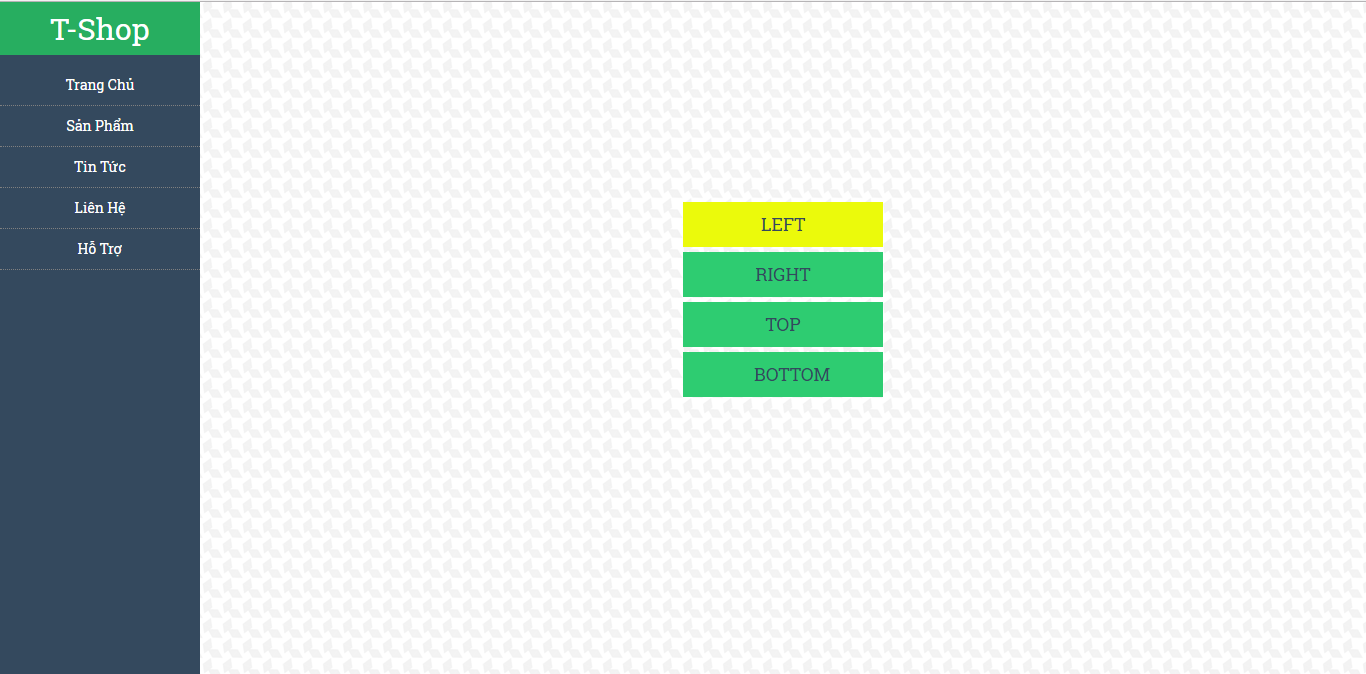 T-Shop
Trang Chủ
Sản Phẩm
Tin Tức
Liên Hệ
Hỗ Trợ
LEFT
RIGHT
TOP
BOTTOM